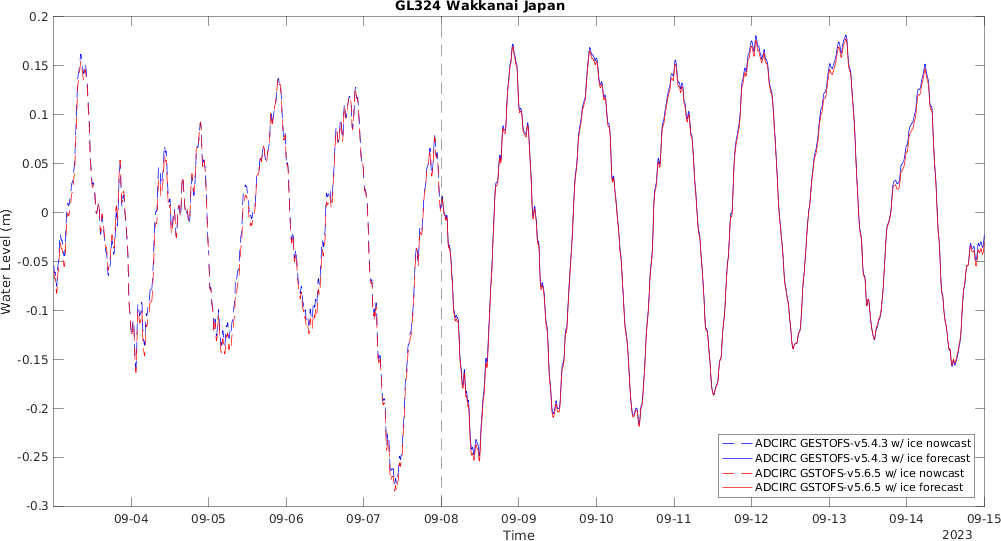 GL324 Wakkanai Japan
0.2
0.15
0.1
0.05
0
-0.05
-0.1
-0.15
-0.2
-0.25
-0.3
Water Level (m)
ADCIRC GESTOFS-v5.4.3 w/ ice nowcast
ADCIRC GESTOFS-v5.4.3 w/ ice forecast
ADCIRC GSTOFS-v5.6.5 w/ ice nowcast
ADCIRC GSTOFS-v5.6.5 w/ ice forecast
09-04 09-05 09-06 09-07 09-08 09-09 09-10 09-11 09-12 09-13 09-14 09-15
Time
2023